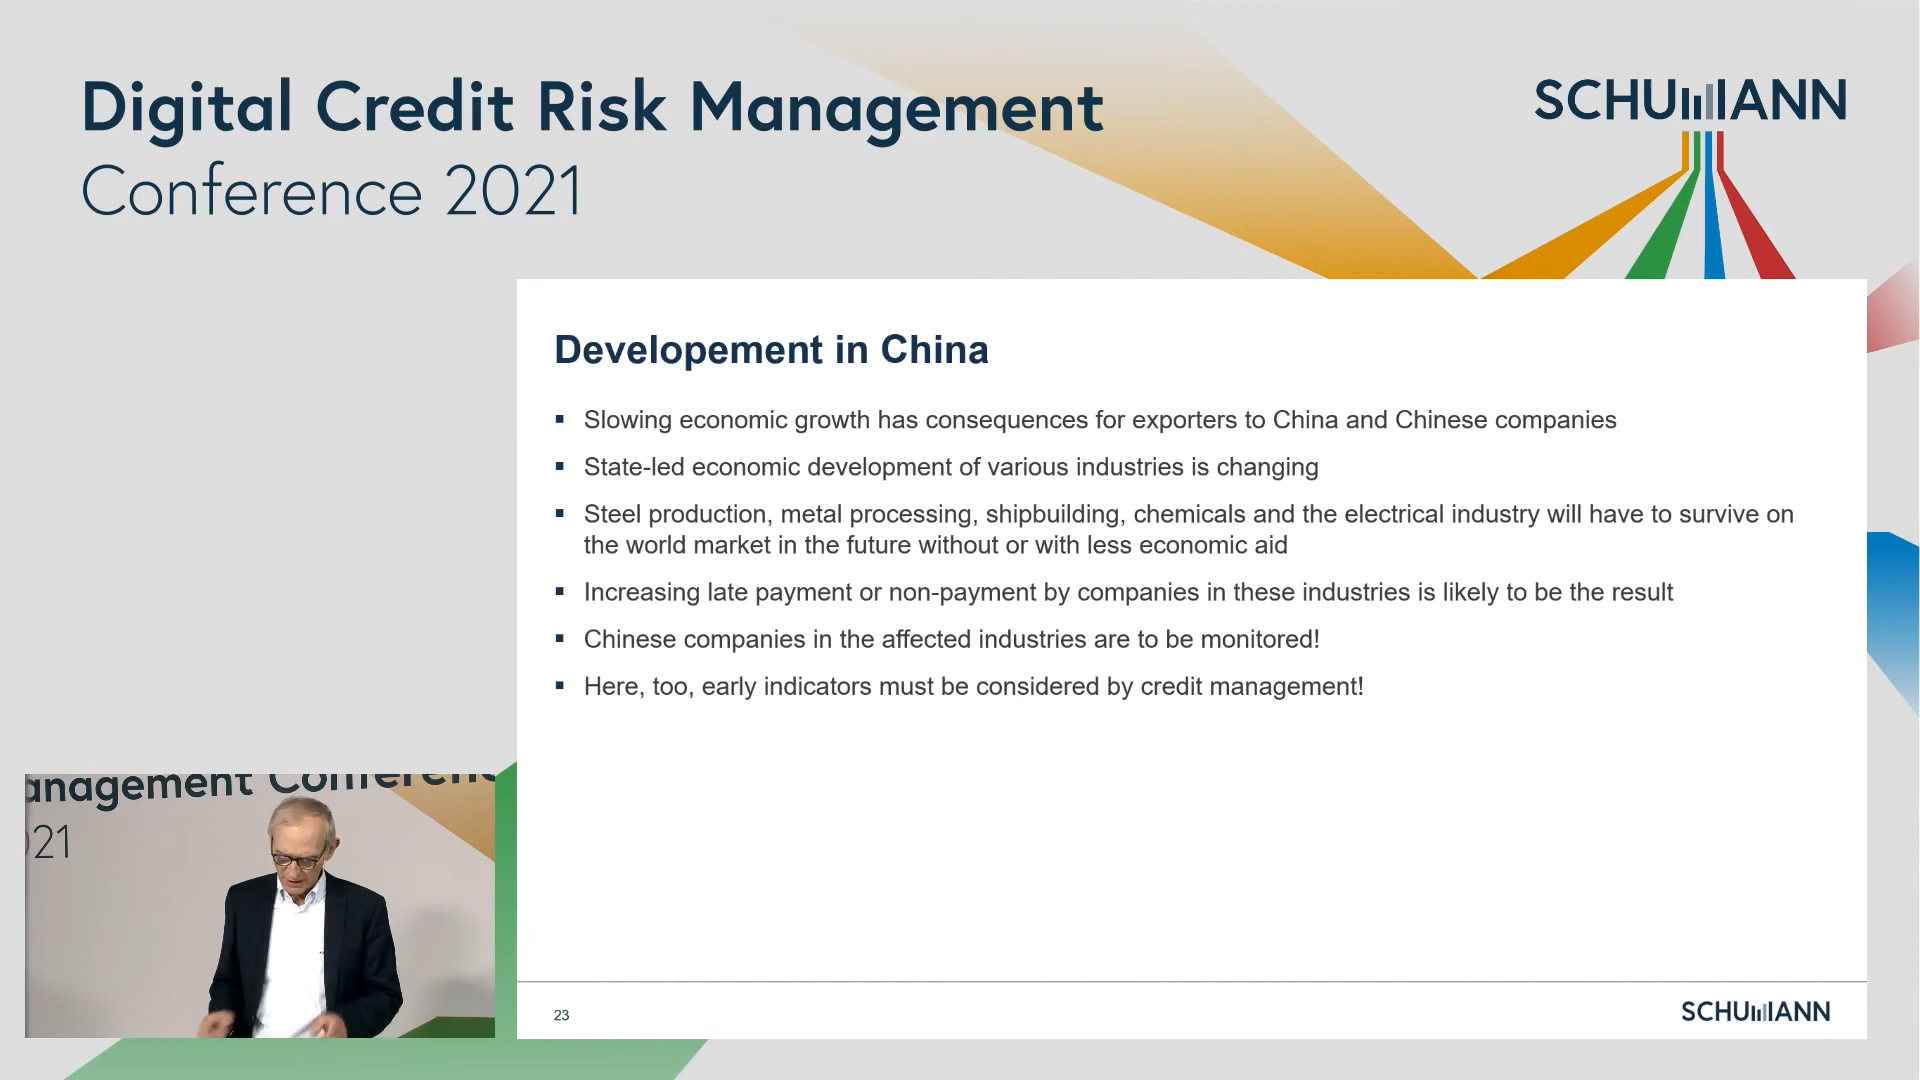 Digital Credit Risk Management
Conference 2021
SCHUMANN
Developement in China
▪ Slowing economic growth has consequences for exporters to China and Chinese companies
▪ State-led economic development of various industries is changing
▪ Steel production, metal processing, shipbuilding, chemicals and the electrical industry will have to survive on
the world market in the future without or with less economic aid
▪ Increasing late payment or non-payment by companies in these industries is likely to be the result
▪ Chinese companies in the affected industries are to be monitored!
▪ Here, too, early indicators must be considered by credit management!
anagement Conferenc
021
23
SCHUMANN